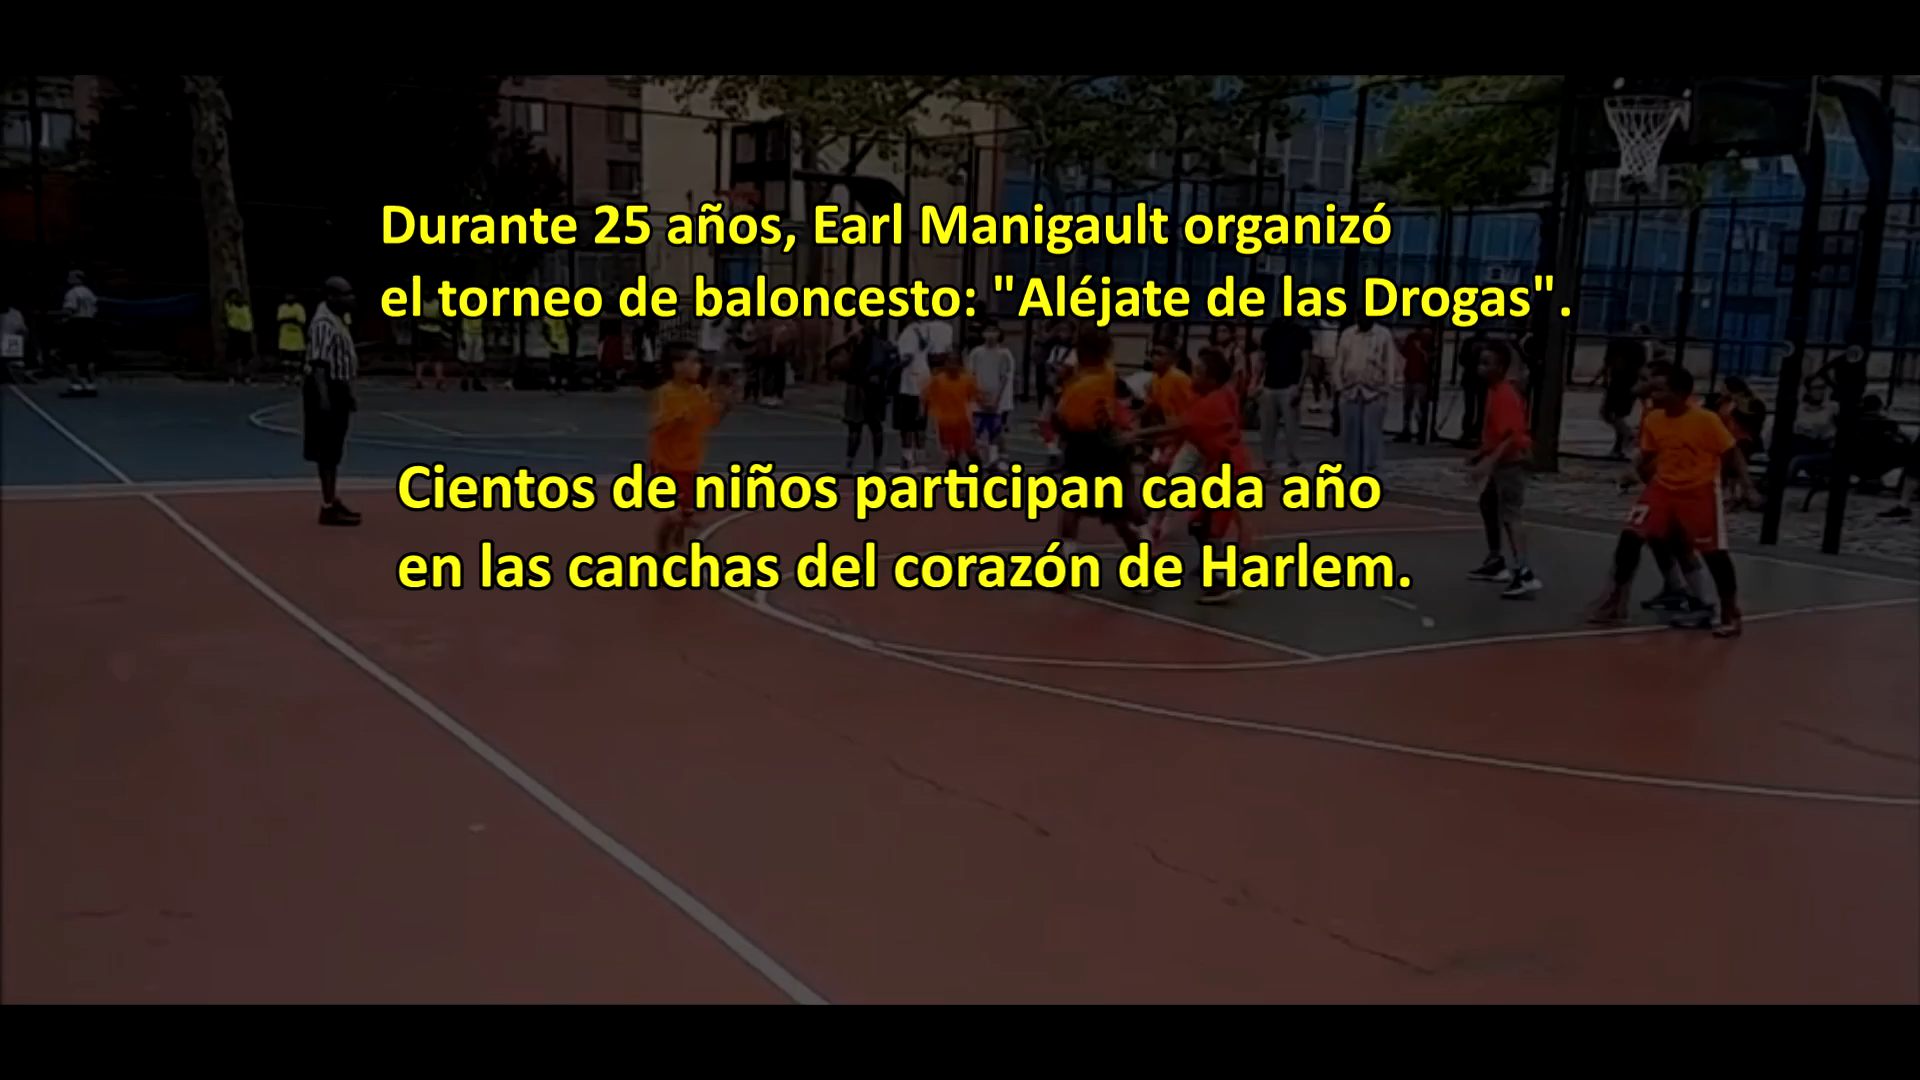 Durante 25 años, Earl Manigault organizó
el torneo de baloncesto: "Aléjate de las Drogas".
Cientos de niños participan cada año
en las canchas del corazón de Harlem.